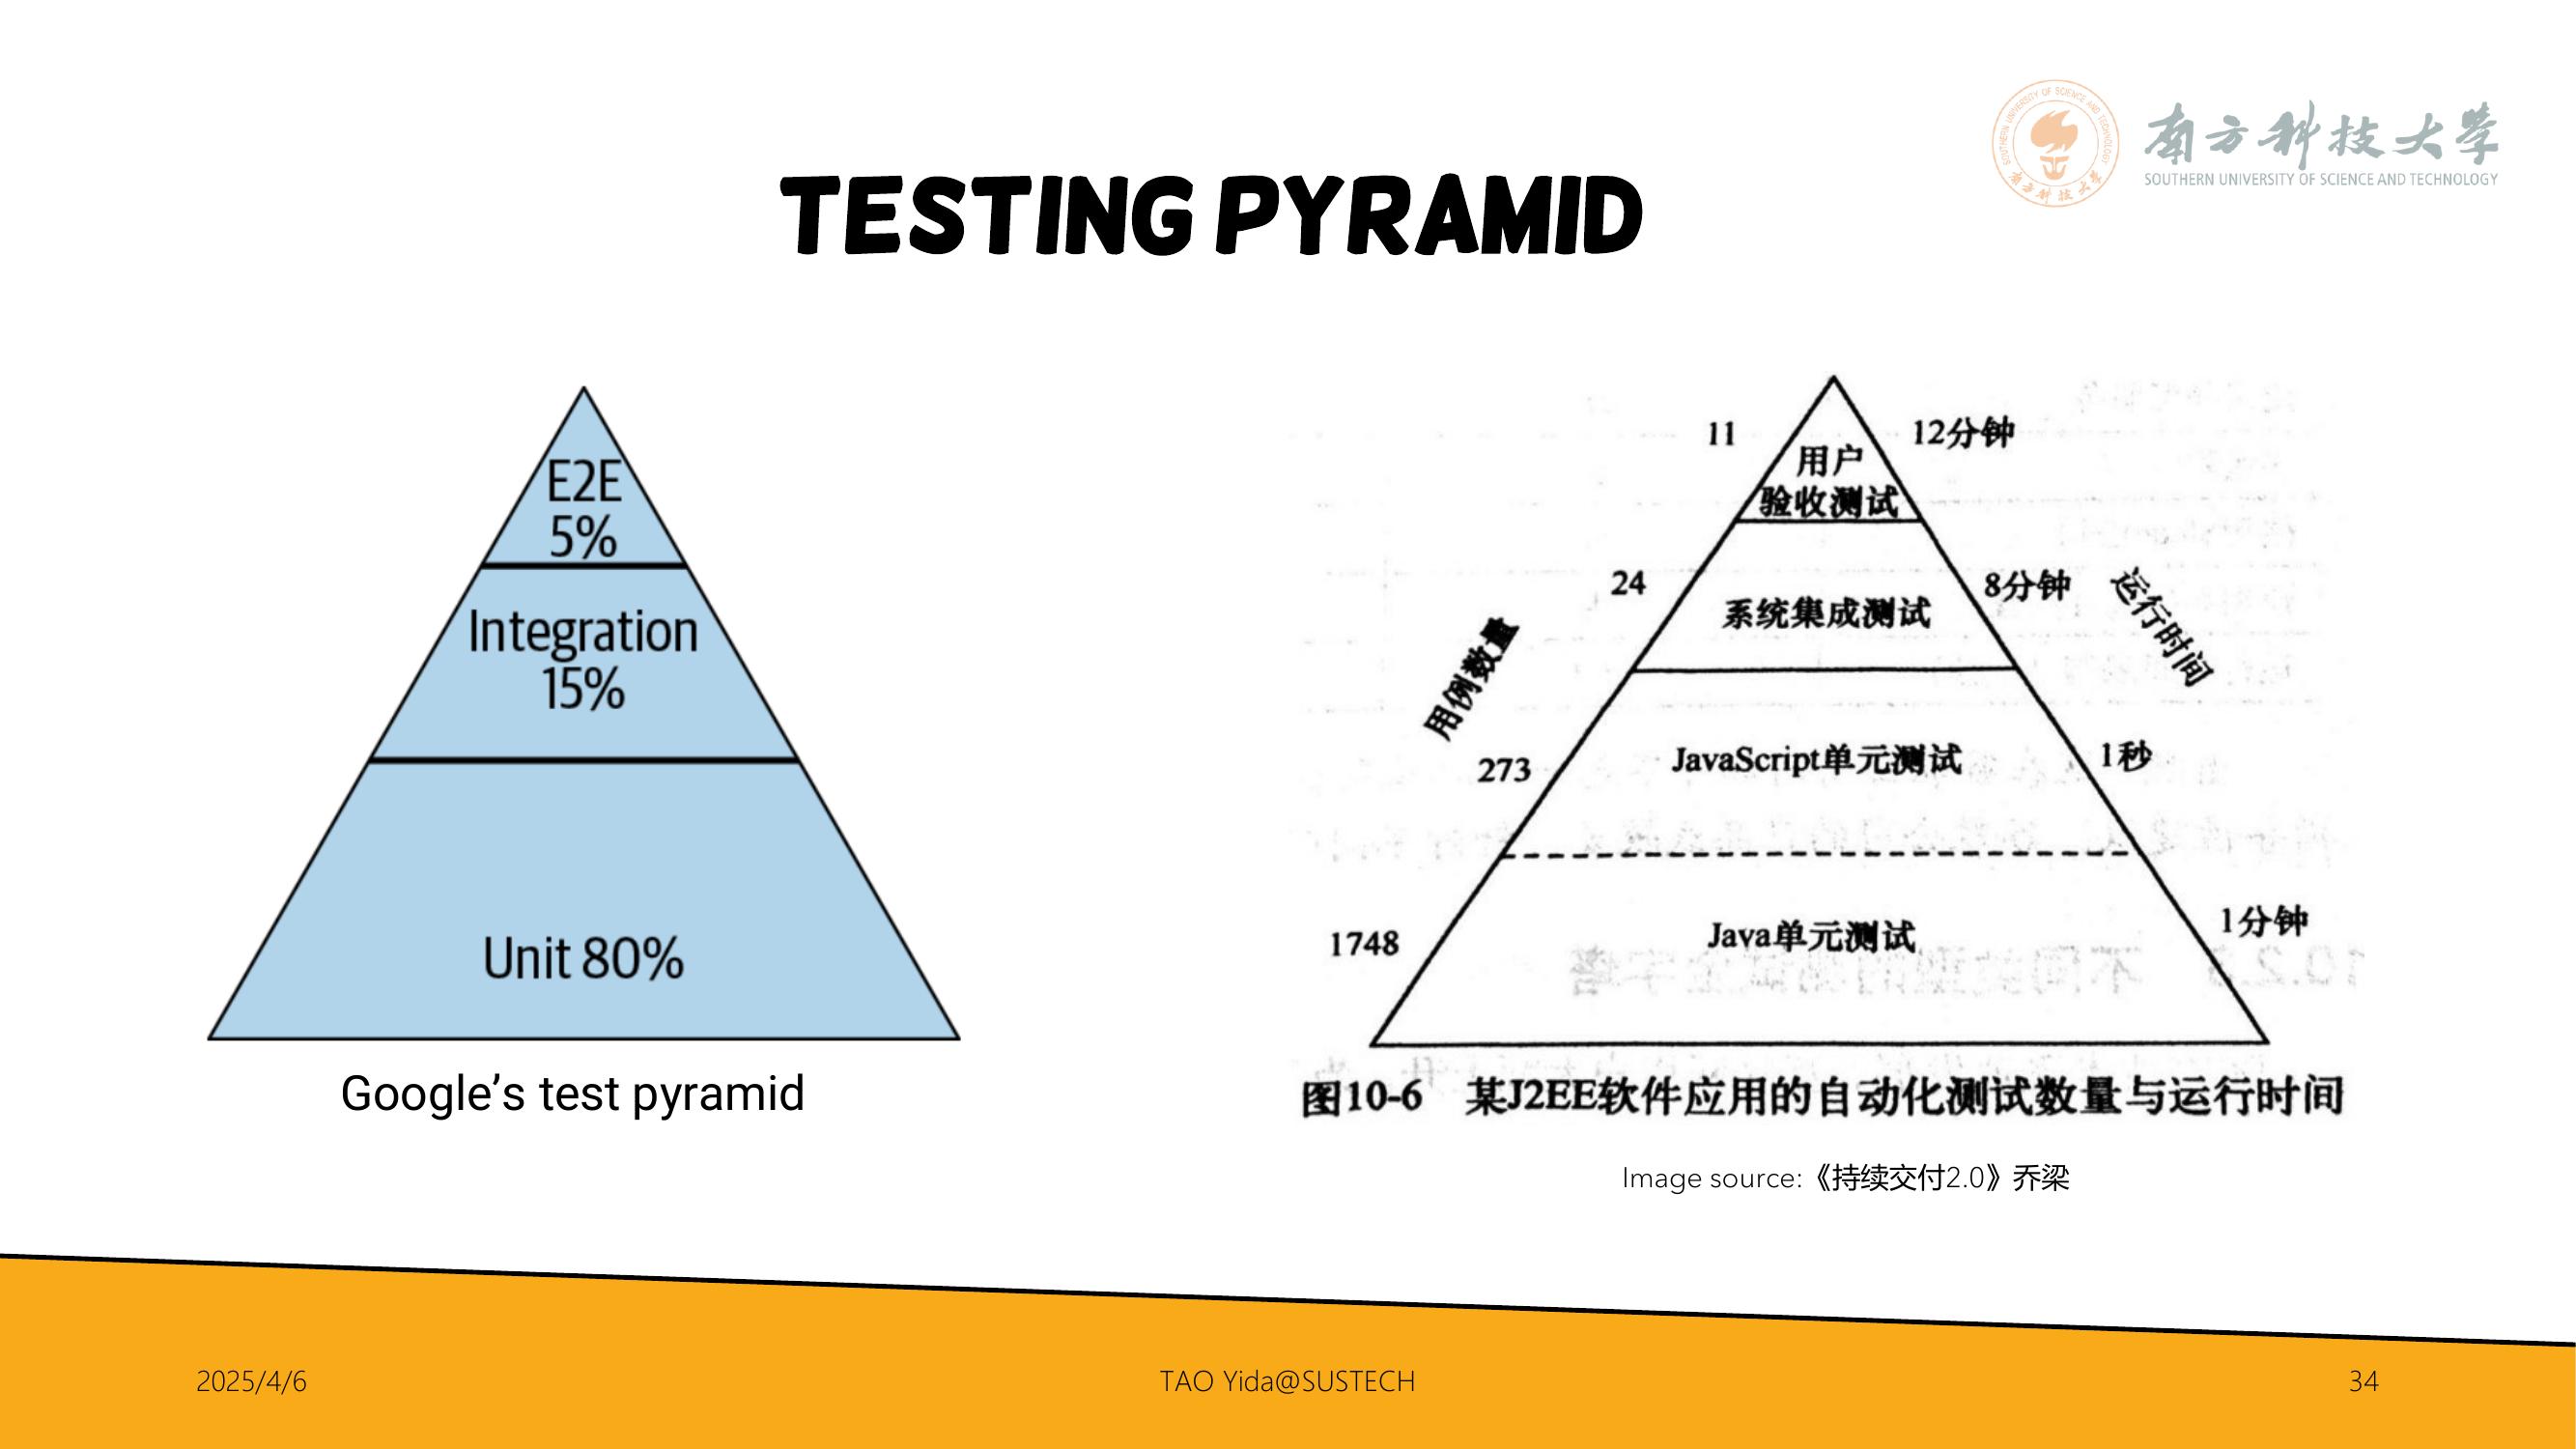 南方科技大学
SOUTHERN UNIVERSITY OF SCIENCE AND TECHNOLOGY
TESTING PYRAMID
E2E
5%
Integration
15%
Unit 80%
Google’s test pyramid
11
用户
验收测试
12分钟
24
系统集成测试
8分钟
运行时间
用例数量
273
JavaScript单元测试
1秒
1748
Java单元测试
1分钟
图10-6 某J2EE软件应用的自动化测试数量与运行时间
Image source:《持续交付2.0》乔梁
2025/4/6
TAO Yida@SUSTECH
34